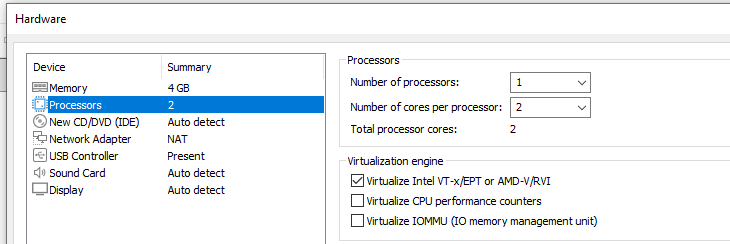 Hardware
Device Summary
Memory 4 GB
Processors 2
New CD/DVD (IDE) Auto detect
Network Adapter NAT
USB Controller Present
Sound Card Auto detect
Display Auto detect
Processors
Number of processors: 1
Number of cores per processor: 2
Total processor cores: 2
Virtualization engine
Virtualize Intel VT-x/EPT or AMD-V/RVI
Virtualize CPU performance counters
Virtualize IOMMU (IO memory management unit)